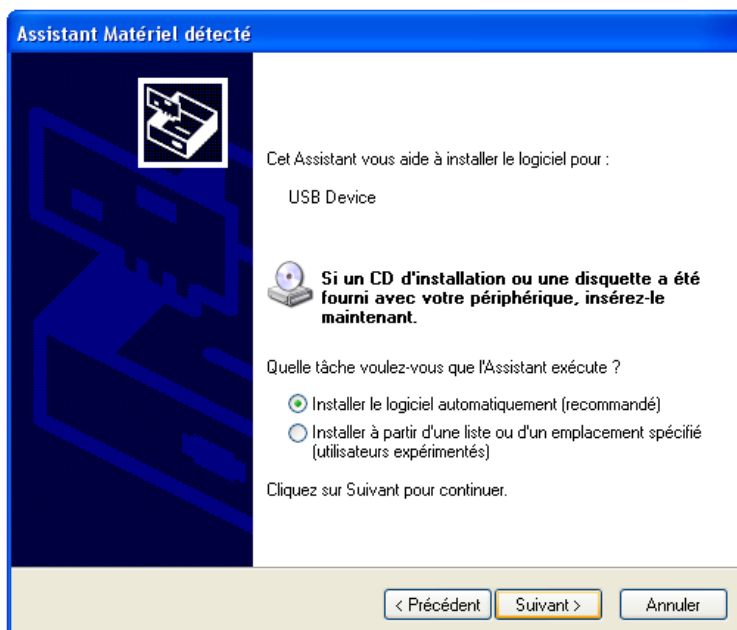 Assistant Matériel détecté
Cet Assistant vous aide à installer le logiciel pour :
USB Device
Si un CD d'installation ou une disquette a été
fourni avec votre périphérique, insérez-le
maintenant.
Quelle tâche voulez-vous que l'Assistant exécute ?
Installer le logiciel automatiquement (recommandé)
Installer à partir d'une liste ou d'un emplacement spécifié
(utilisateurs expérimentés)
Cliquez sur Suivant pour continuer.
< Précédent Suivant > Annuler